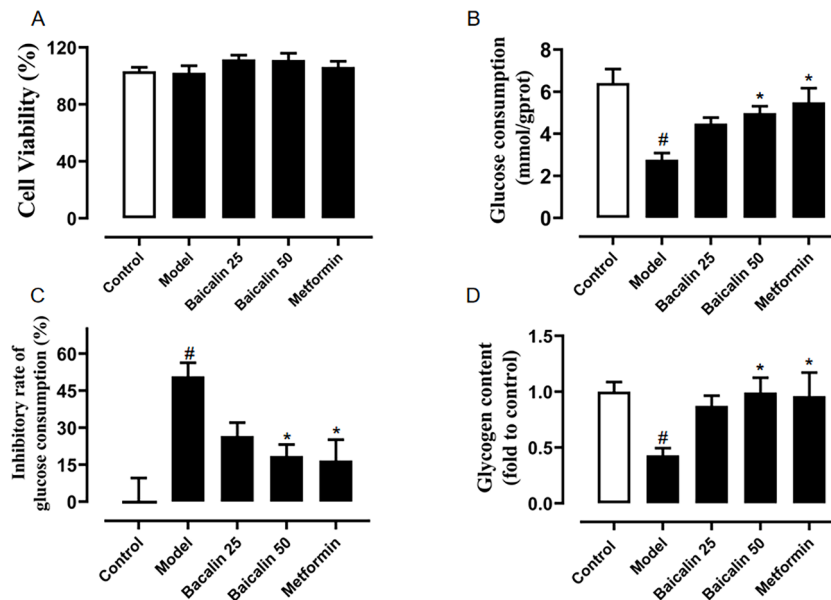 A
Cell Viability (%)
120
80
40
0
Control
Model
Baicalin 25
Baicalin 50
Metformin
B
Glucose consumption
(mmol/gprot)
8
6
4
2
0
#
*
*
Control
Model
Bacalin 25
Baicalin 50
Metformin
C
Inhibitory rate of
glucose consumption (%)
60
45
30
15
0
#
*
*
Control
Model
Bacalin 25
Baicalin 50
Metformin
D
Glycogen content
(fold to control)
1.5
1.0
0.5
0.0
#
*
*
Control
Model
Bacalin 25
Baicalin 50
Metformin